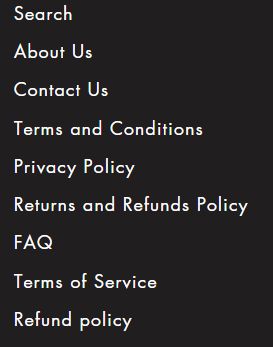 Search
About Us
Contact Us
Terms and Conditions
Privacy Policy
Returns and Refunds Policy
FAQ
Terms of Service
Refund policy